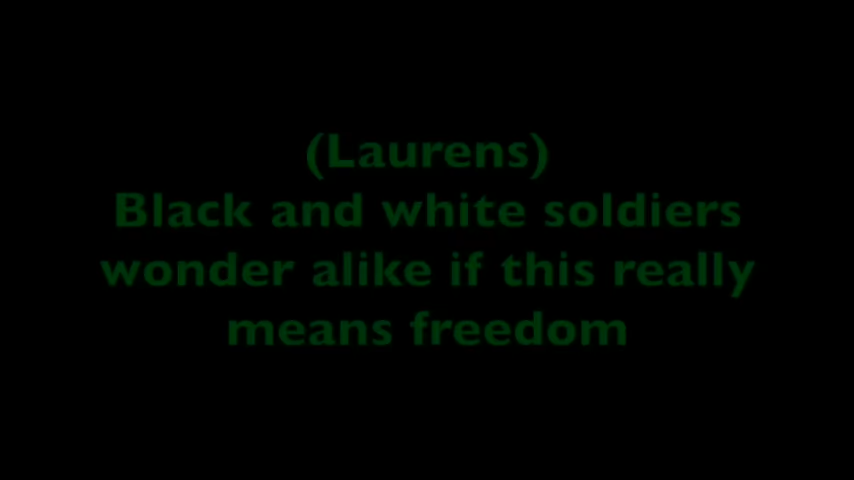 (Laurens)
Black and white soldiers
wonder alike if this really
means freedom